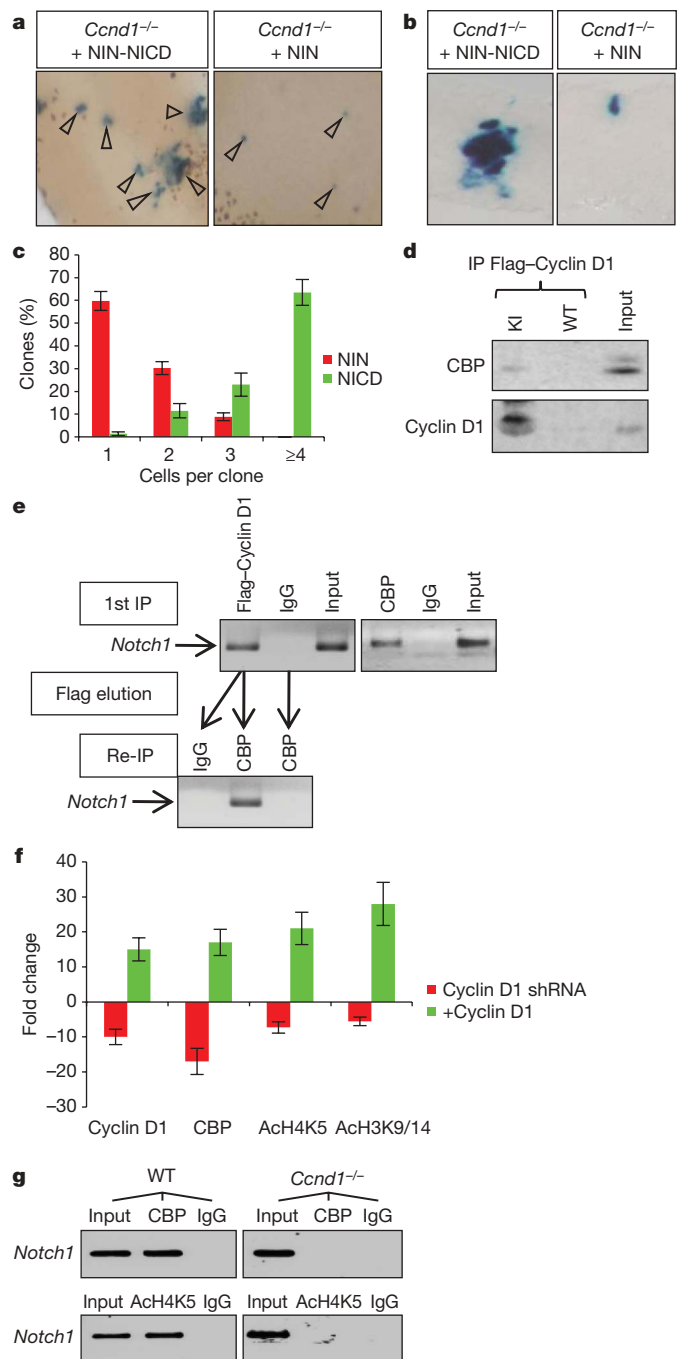 a
Ccnd1–/–
+ NIN-NICD
Ccnd1–/–
+ NIN
b
Ccnd1–/–
+ NIN-NICD
Ccnd1–/–
+ NIN
c
Clones (%)
80
70
60
50
40
30
20
10
0
1 2 3 ≥4
Cells per clone
NIN
NICD
d
IP Flag–Cyclin D1
KI WT Input
CBP
Cyclin D1
e
Flag–Cyclin D1 IgG Input CBP IgG Input
1st IP
Notch1
Flag elution
Re-IP
IgG CBP CBP
Notch1
f
Fold change
40
30
20
10
0
–10
–20
–30
Cyclin D1 CBP AcH4K5 AcH3K9/14
Cyclin D1 shRNA
+Cyclin D1
g
WT Ccnd1–/–
Input CBP IgG Input CBP IgG
Notch1
Input AcH4K5 IgG Input AcH4K5 IgG
Notch1